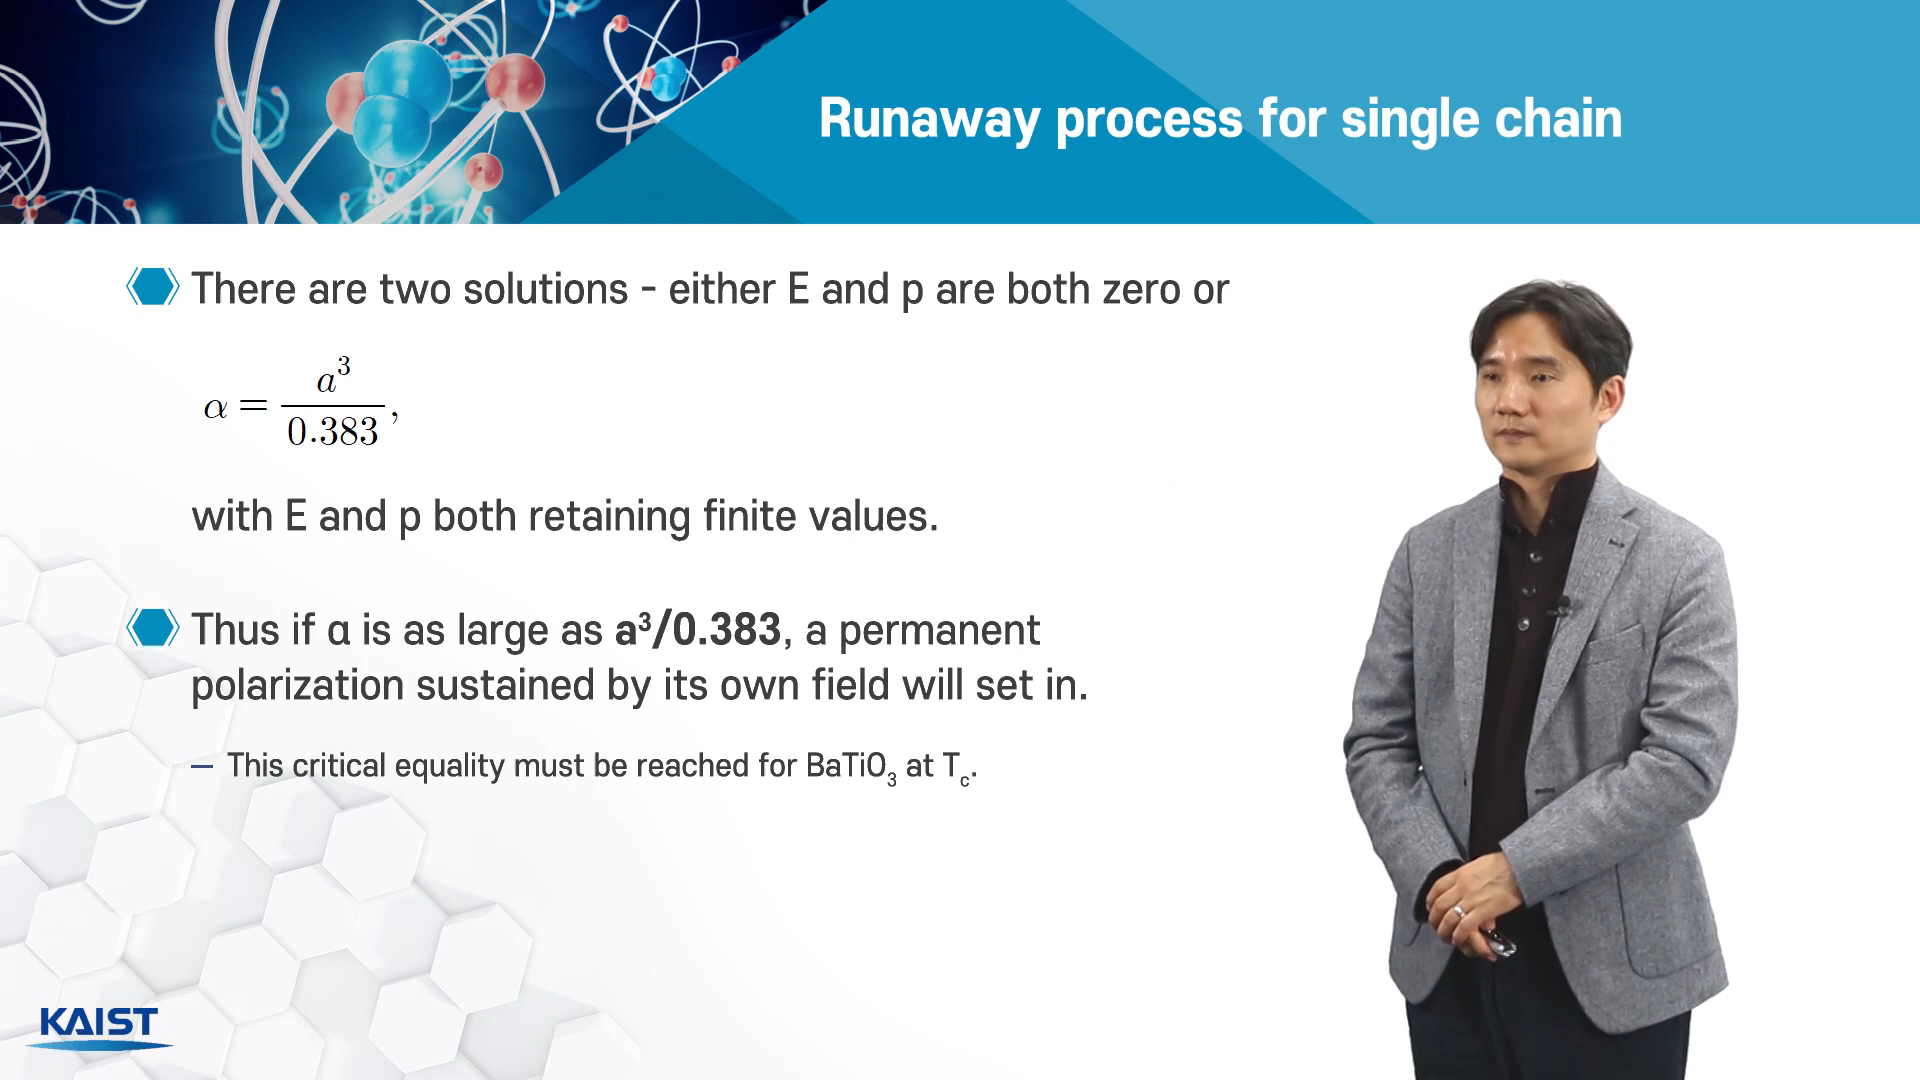 Runaway process for single chain
There are two solutions - either E and p are both zero or
α = a³/0.383,
with E and p both retaining finite values.
Thus if α is as large as a³/0.383, a permanent
polarization sustained by its own field will set in.
— This critical equality must be reached for BaTiO₃ at T꜀.
KAIST